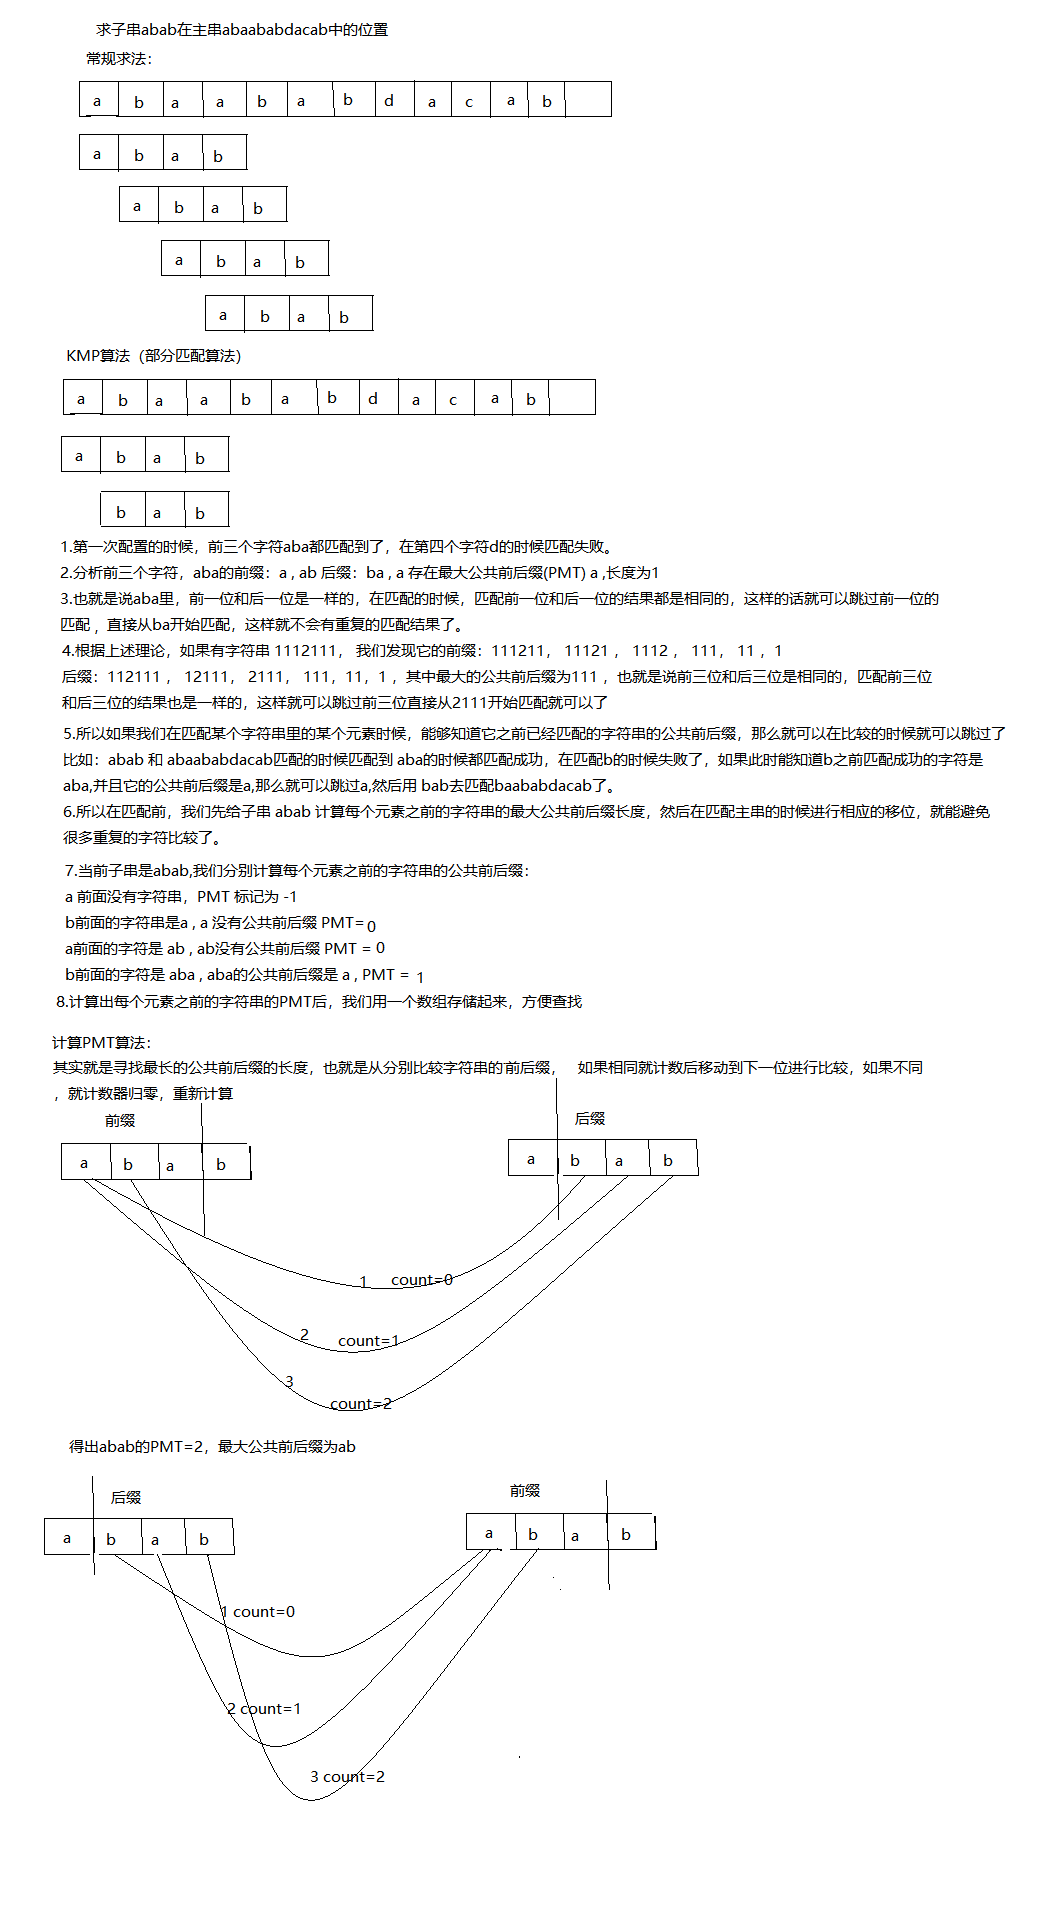 求子串abab在主串abaababdacab中的位置
常规求法：
a b a a b a b d a c a b
a b a b
a b a b
a b a b
a b a b
KMP算法（部分匹配算法）
a b a a b a b d a c a b
a b a b
b a b
1.第一次配置的时候，前三个字符aba都匹配到了，在第四个字符d的时候匹配失败。
2.分析前三个字符，aba的前缀：a , ab 后缀：ba , a 存在最大公共前后缀(PMT) a ,长度为1
3.也就是说aba里，前一位和后一位是一样的，在匹配的时候，匹配前一位和后一位的结果都是相同的，这样的话就可以跳过前一位的
匹配 , 直接从ba开始匹配，这样就不会有重复的匹配结果了。
4.根据上述理论，如果有字符串 1112111， 我们发现它的前缀：111211， 11121 ， 1112 ， 111， 11 , 1
后缀：112111 ， 12111， 2111， 111， 11， 1 ，其中最大的公共前后缀为111 ，也就是说前三位和后三位是相同的，匹配前三位
和后三位的结果也是一样的，这样就可以跳过前三位直接从2111开始匹配就可以了
5.所以如果我们在匹配某个字符串里的某个元素时候，能够知道它之前已经匹配的字符串的公共前后缀，那么就可以在比较的时候就可以跳过了
比如：abab 和 abaababdacab匹配的时候匹配到 aba的时候都匹配成功，在匹配b的时候失败了，如果此时能知道b之前匹配成功的字符是
aba,并且它的公共前后缀是a,那么就可以跳过a,然后用 bab去匹配baababdacab了。
6.所以在匹配前，我们先给子串 abab 计算每个元素之前的字符串的最大公共前后缀长度，然后在匹配主串的时候进行相应的移位，就能避免
很多重复的字符比较了。
7.当前子串是abab,我们分别计算每个元素之前的字符串的公共前后缀：
a 前面没有字符串，PMT 标记为 -1
b前面的字符串是a , a 没有公共前后缀 PMT= 0
a前面的字符是 ab , ab没有公共前后缀 PMT = 0
b前面的字符是 aba , aba的公共前后缀是 a , PMT = 1
8.计算出每个元素之前的字符串的PMT后，我们用一个数组存储起来，方便查找
计算PMT算法：
其实就是寻找最长的公共前后缀的长度，也就是从分别比较字符串的前后缀， 如果相同就计数后移动到下一位进行比较，如果不同
，就计数器归零，重新计算
前缀 后缀
a b a b a b a b
1 count=0
2 count=1
3 count=2
得出abab的PMT=2，最大公共前后缀为ab
后缀 前缀
a b a b a b a b
1 count=0
2 count=1
3 count=2